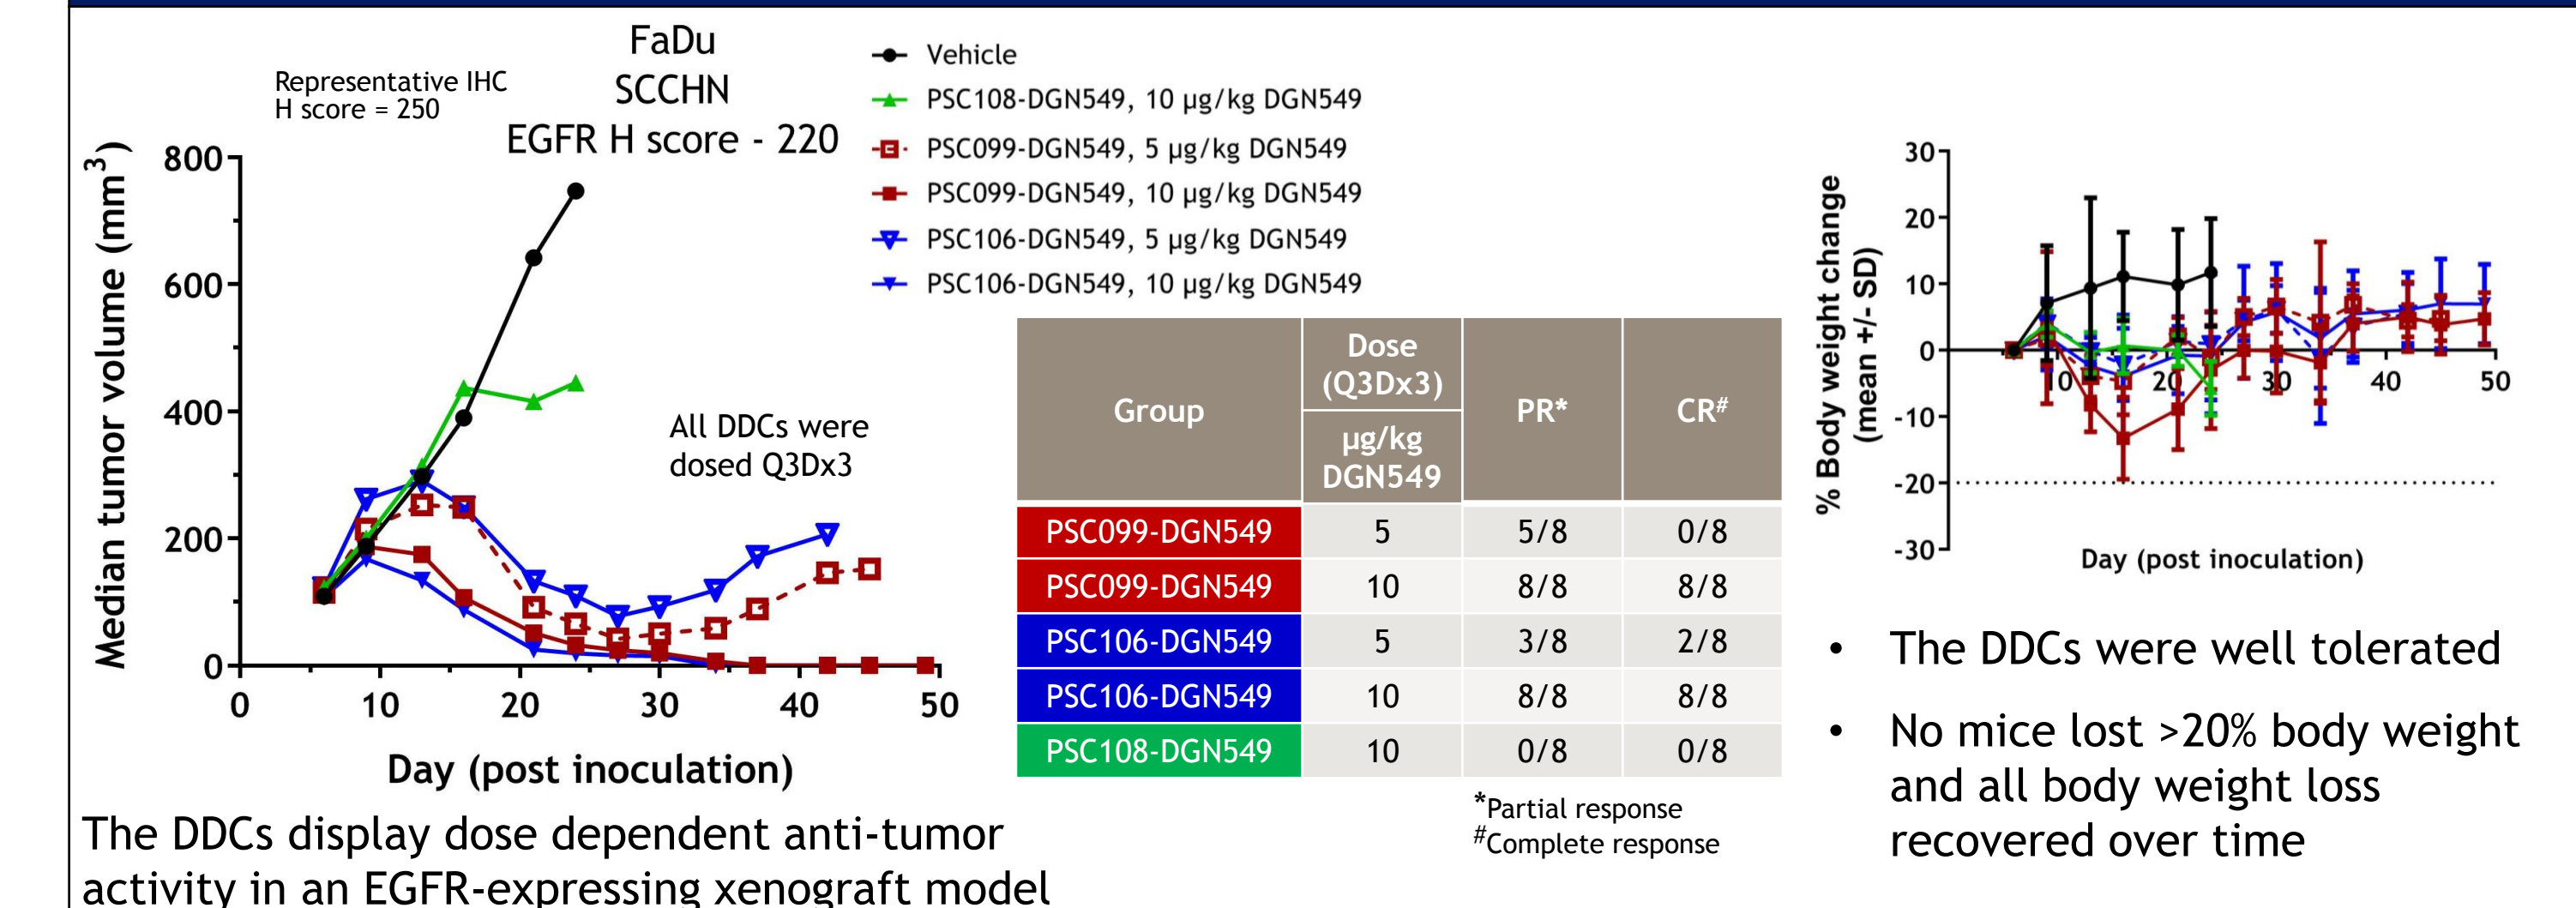 Representative IHC
H score = 250
FaDu
SCCHN
EGFR H score - 220
Vehicle
PSC108-DGN549, 10 µg/kg DGN549
PSC099-DGN549, 5 µg/kg DGN549
PSC099-DGN549, 10 µg/kg DGN549
PSC106-DGN549, 5 µg/kg DGN549
PSC106-DGN549, 10 µg/kg DGN549
Median tumor volume (mm³)
800
600
400
200
0
0 10 20 30 40 50
Day (post inoculation)
All DDCs were
dosed Q3Dx3
The DDCs display dose dependent anti-tumor
activity in an EGFR-expressing xenograft model
Group Dose (Q3Dx3) µg/kg DGN549 PR* CR#
PSC099-DGN549 5 5/8 0/8
PSC099-DGN549 10 8/8 8/8
PSC106-DGN549 5 3/8 2/8
PSC106-DGN549 10 8/8 8/8
PSC108-DGN549 10 0/8 0/8
*Partial response
#Complete response
% Body weight change
(mean +/- SD)
30
20
10
0
-10
-20
-30
10 20 30 40 50
Day (post inoculation)
• The DDCs were well tolerated
• No mice lost >20% body weight
and all body weight loss
recovered over time